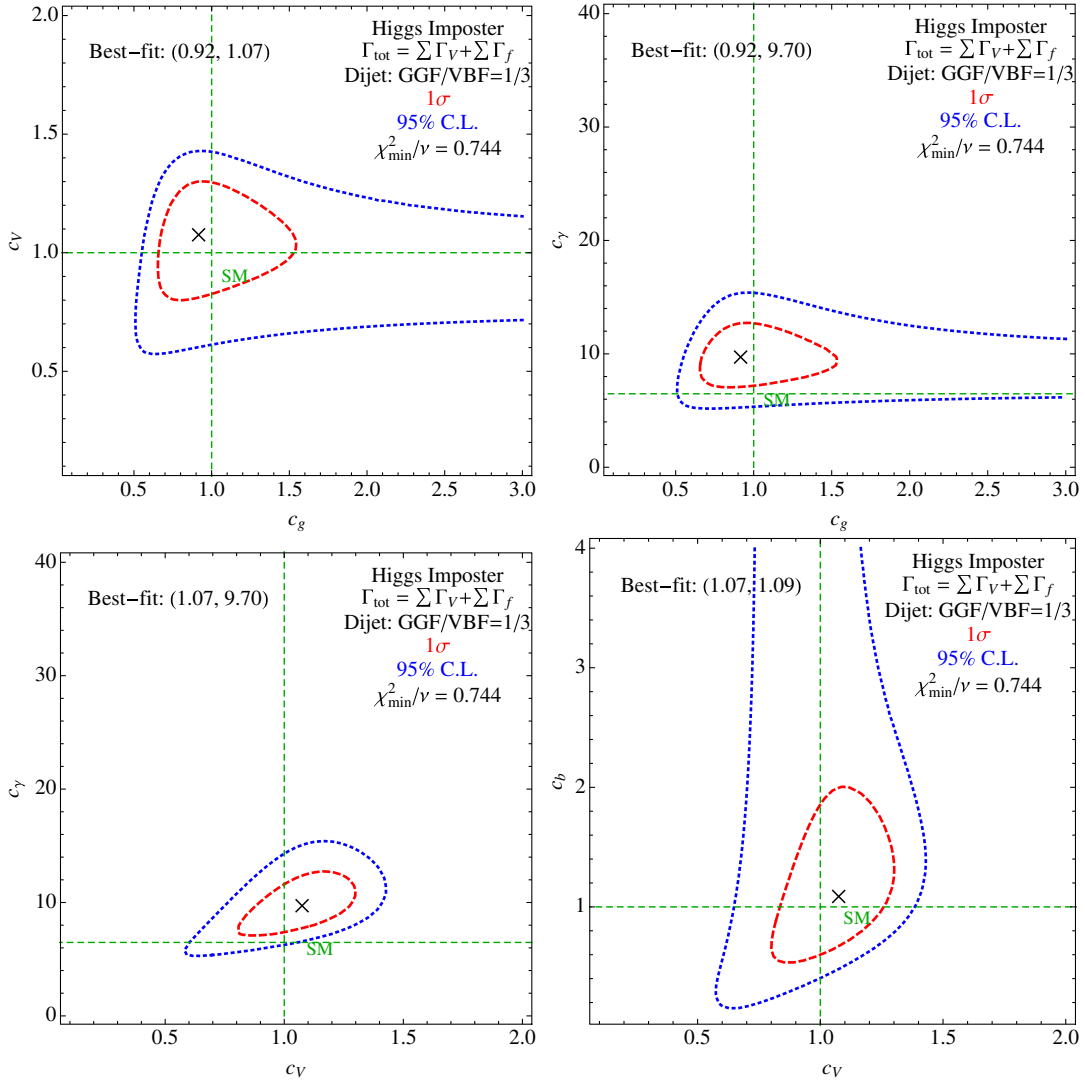 Higgs Imposter
Best−fit: (0.92, 1.07)
Γtot = ∑ ΓV+∑ Γf
Dijet: GGF/VBF=1/3
1σ
95% C.L.
χ²min/ν = 0.744
SM
2.0
1.5
1.0
0.5
cV
0.5 1.0 1.5 2.0 2.5 3.0
cg
Higgs Imposter
Best−fit: (0.92, 9.70)
Γtot = ∑ ΓV+∑ Γf
Dijet: GGF/VBF=1/3
1σ
95% C.L.
χ²min/ν = 0.744
SM
40
30
20
10
0
cγ
0.5 1.0 1.5 2.0 2.5 3.0
cg
Higgs Imposter
Best−fit: (1.07, 9.70)
Γtot = ∑ ΓV+∑ Γf
Dijet: GGF/VBF=1/3
1σ
95% C.L.
χ²min/ν = 0.744
SM
40
30
20
10
0
cγ
0.5 1.0 1.5 2.0
cV
Higgs Imposter
Best−fit: (1.07, 1.09)
Γtot = ∑ ΓV+∑ Γf
Dijet: GGF/VBF=1/3
1σ
95% C.L.
χ²min/ν = 0.744
SM
4
3
2
1
cb
0.5 1.0 1.5 2.0
cV